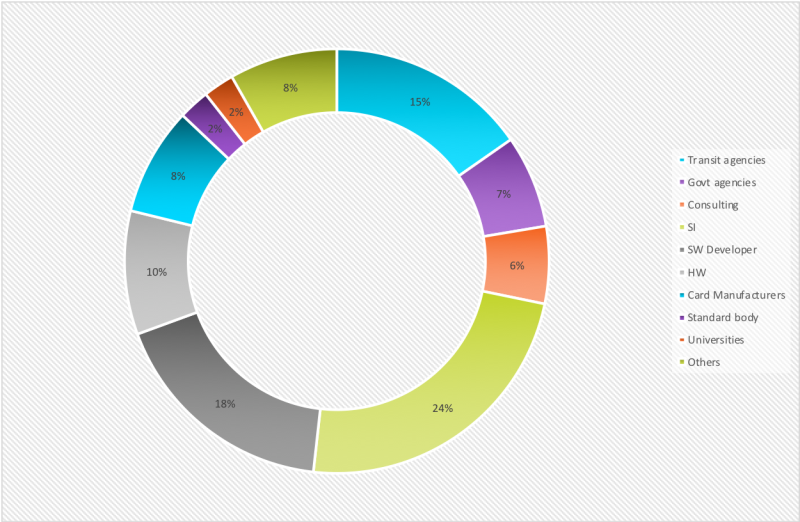 15%
7%
6%
24%
18%
10%
8%
2%
2%
8%
Transit agencies
Govt agencies
Consulting
SI
SW Developer
HW
Card Manufacturers
Standard body
Universities
Others